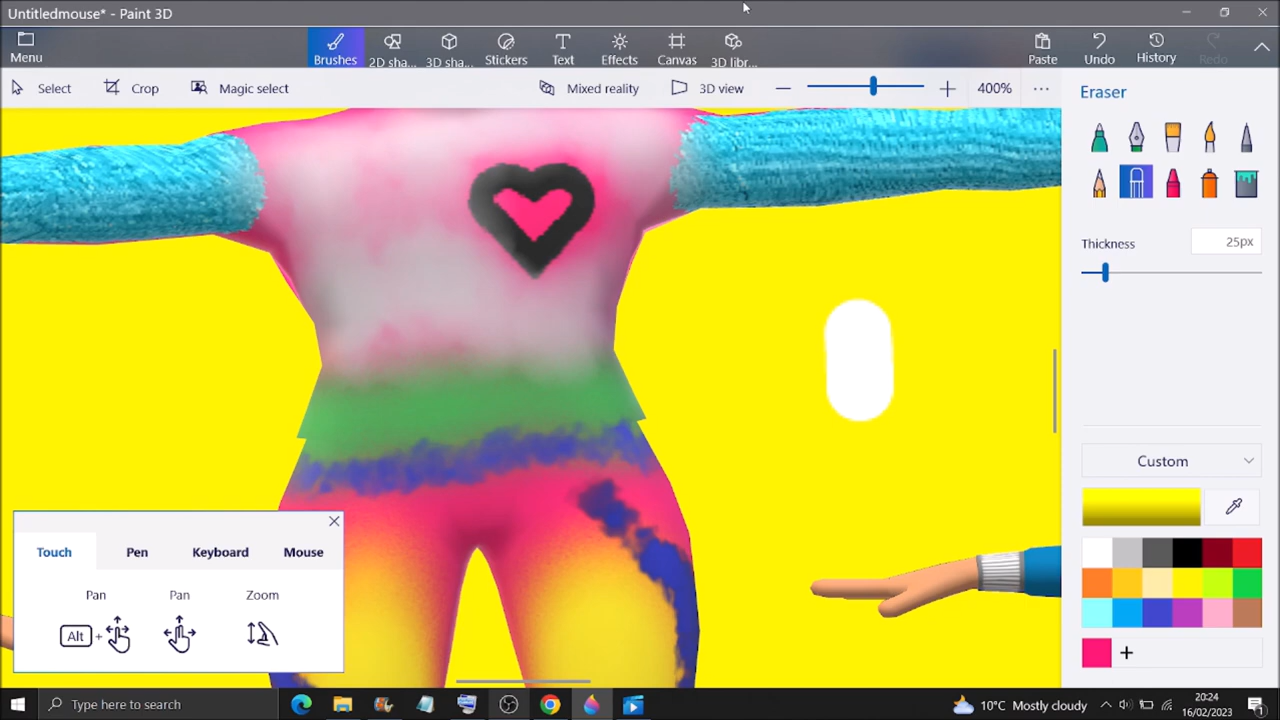 Untitledmouse* - Paint 3D
Menu
Brushes
2D sha...
3D sha...
Stickers
Text
Effects
Canvas
3D libr...
Paste
Undo
History
Redo
Select
Crop
Magic select
Mixed reality
3D view
400%
Eraser
Thickness
25px
Custom
Touch
Pen
Keyboard
Mouse
Pan
Pan
Zoom
Alt +
Type here to search
10°C Mostly cloudy
20:24
16/02/2023
1